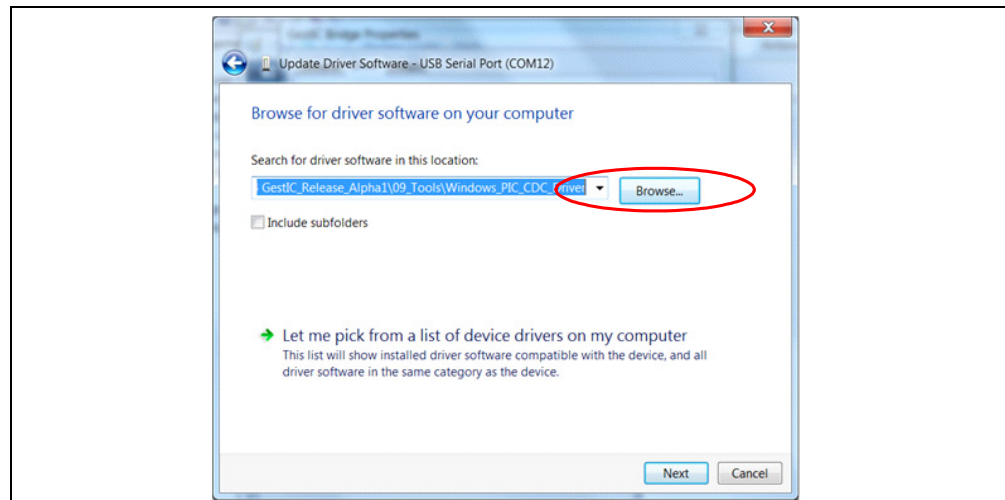 GestIC Bridge Properties
Update Driver Software - USB Serial Port (COM12)
Browse for driver software on your computer
Search for driver software in this location:
GestIC_Release_Alpha1\09_Tools\Windows_PIC_CDC_Driver
Browse...
Include subfolders
Let me pick from a list of device drivers on my computer
This list will show installed driver software compatible with the device, and all
driver software in the same category as the device.
Next Cancel